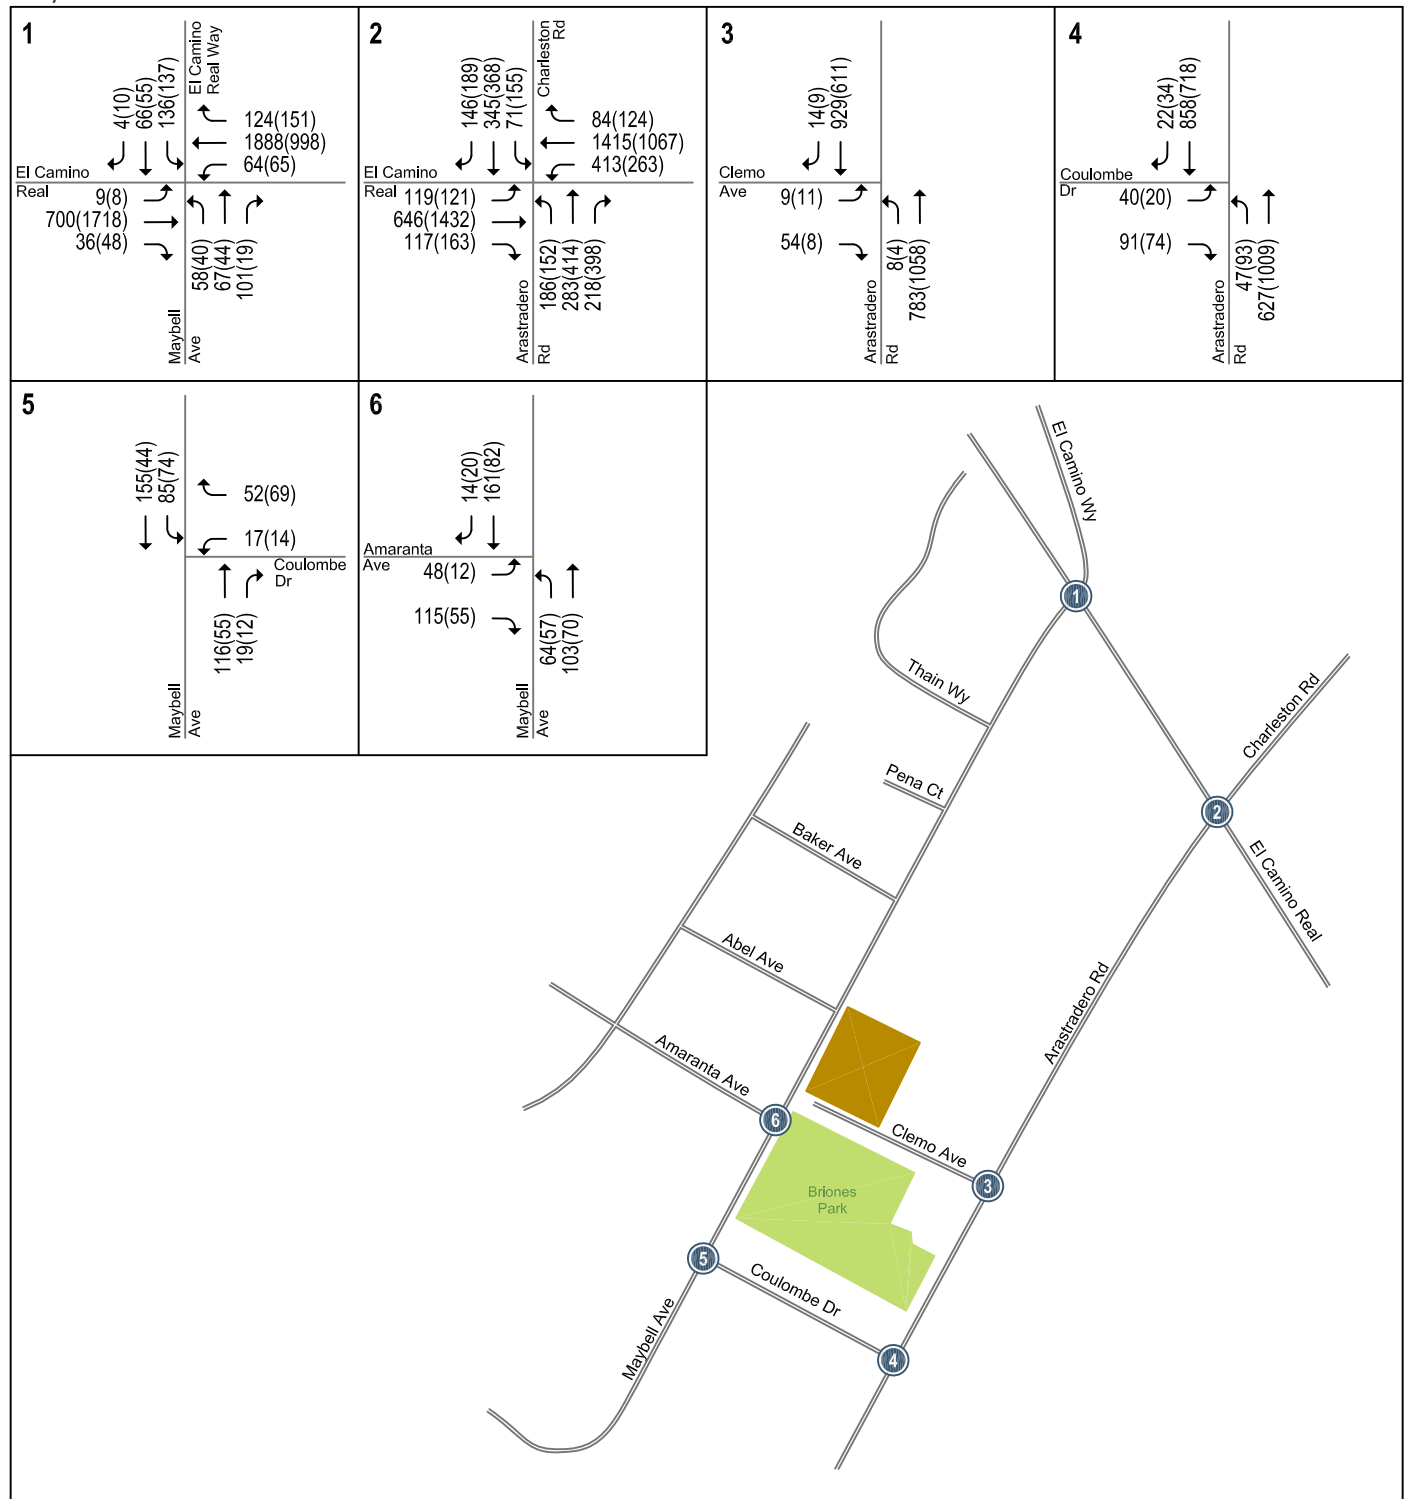 1
El Camino
Real Way
4(10)
66(55)
136(137)
124(151)
1888(998)
64(65)
El Camino
Real
9(8)
700(1718)
36(48)
58(40)
67(44)
101(19)
Maybell
Ave
2
Charleston
Rd
146(189)
345(368)
71(155)
84(124)
1415(1067)
413(263)
El Camino
Real
119(121)
646(1432)
117(163)
186(152)
283(414)
218(398)
Arastradero
Rd
3
14(9)
929(611)
Clemo
Ave
9(11)
54(8)
8(4)
783(1058)
Arastradero
Rd
4
22(34)
858(718)
Coulombe
Dr
40(20)
91(74)
47(93)
627(1009)
Arastradero
Rd
5
155(44)
85(74)
52(69)
17(14)
Coulombe
Dr
116(55)
19(12)
Maybell
Ave
6
14(20)
161(82)
Amaranta
Ave
48(12)
115(55)
64(57)
103(70)
Maybell
Ave
El Camino Wy
1
Thain Wy
Charleston Rd
Pena Ct
2
Baker Ave
El Camino Real
Abel Ave
Arastradero Rd
Amaranta Ave
6
Clemo Ave
3
Briones
Park
5
Coulombe Dr
Maybell Ave
4